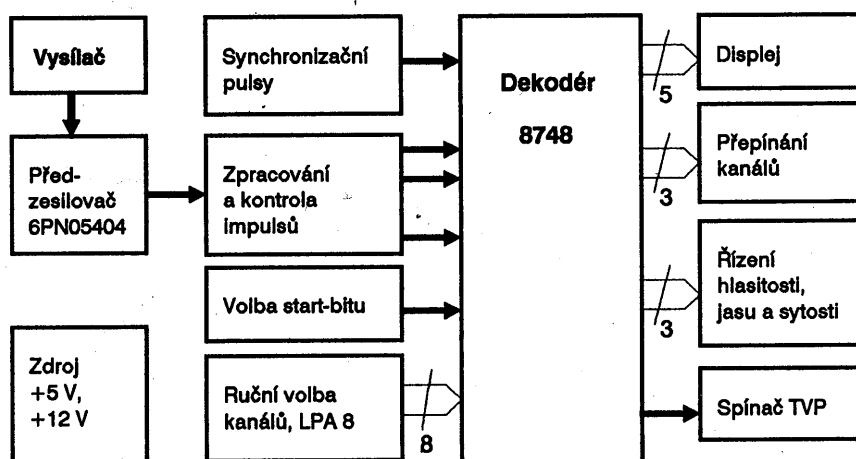 Vysílač
Před-
zesilovač
6PN05404
Zdroj
+5 V,
+12 V
Synchronizační
pulsy
Zpracování
a kontrola
impulsů
Volba start-bitu
Ruční volba
kanálů, LPA 8
8
Dekodér
8748
5
3
3
Displej
Přepínání
kanálů
Řízení
hlasitosti,
jasu a sytosti
Spínač TVP